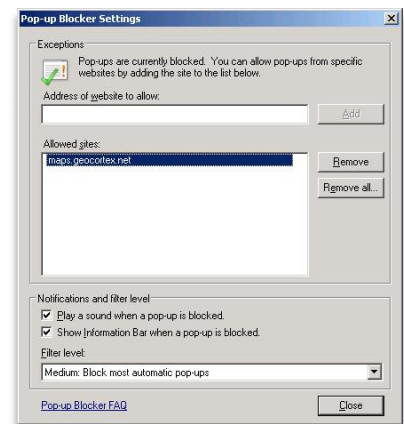 Pop-up Blocker Settings
Exceptions
Pop-ups are currently blocked. You can allow pop-ups from specific
websites by adding the site to the list below.
Address of website to allow:
Add
Allowed sites:
maps.geocortex.net
Remove
Remove all...
Notifications and filter level
Play a sound when a pop-up is blocked.
Show Information Bar when a pop-up is blocked.
Filter level:
Medium: Block most automatic pop-ups
Pop-up Blocker FAQ
Close